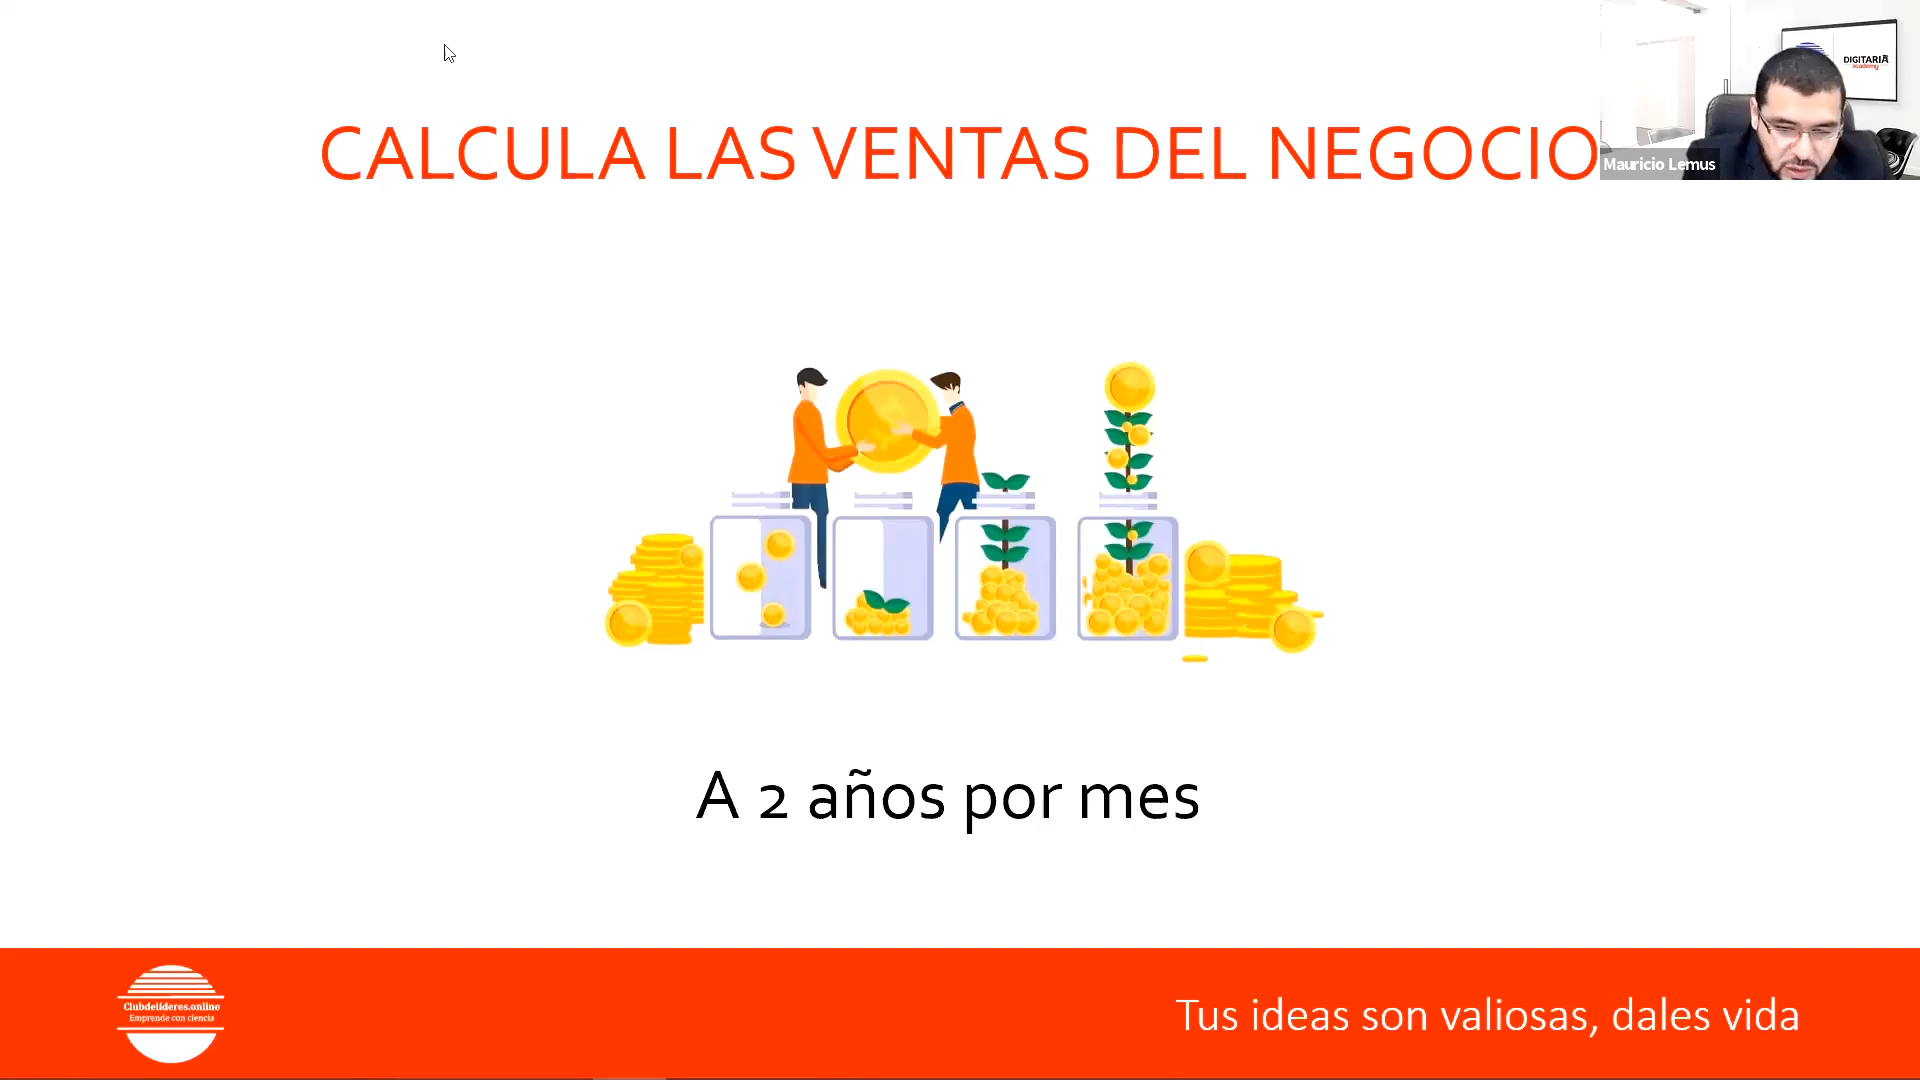 CALCULA LAS VENTAS DEL NEGOCIO
DIGITARIA
academy
Mauricio Lemus
A 2 años por mes
Clubdelideres.online
Emprende con ciencia
Tus ideas son valiosas, dales vida